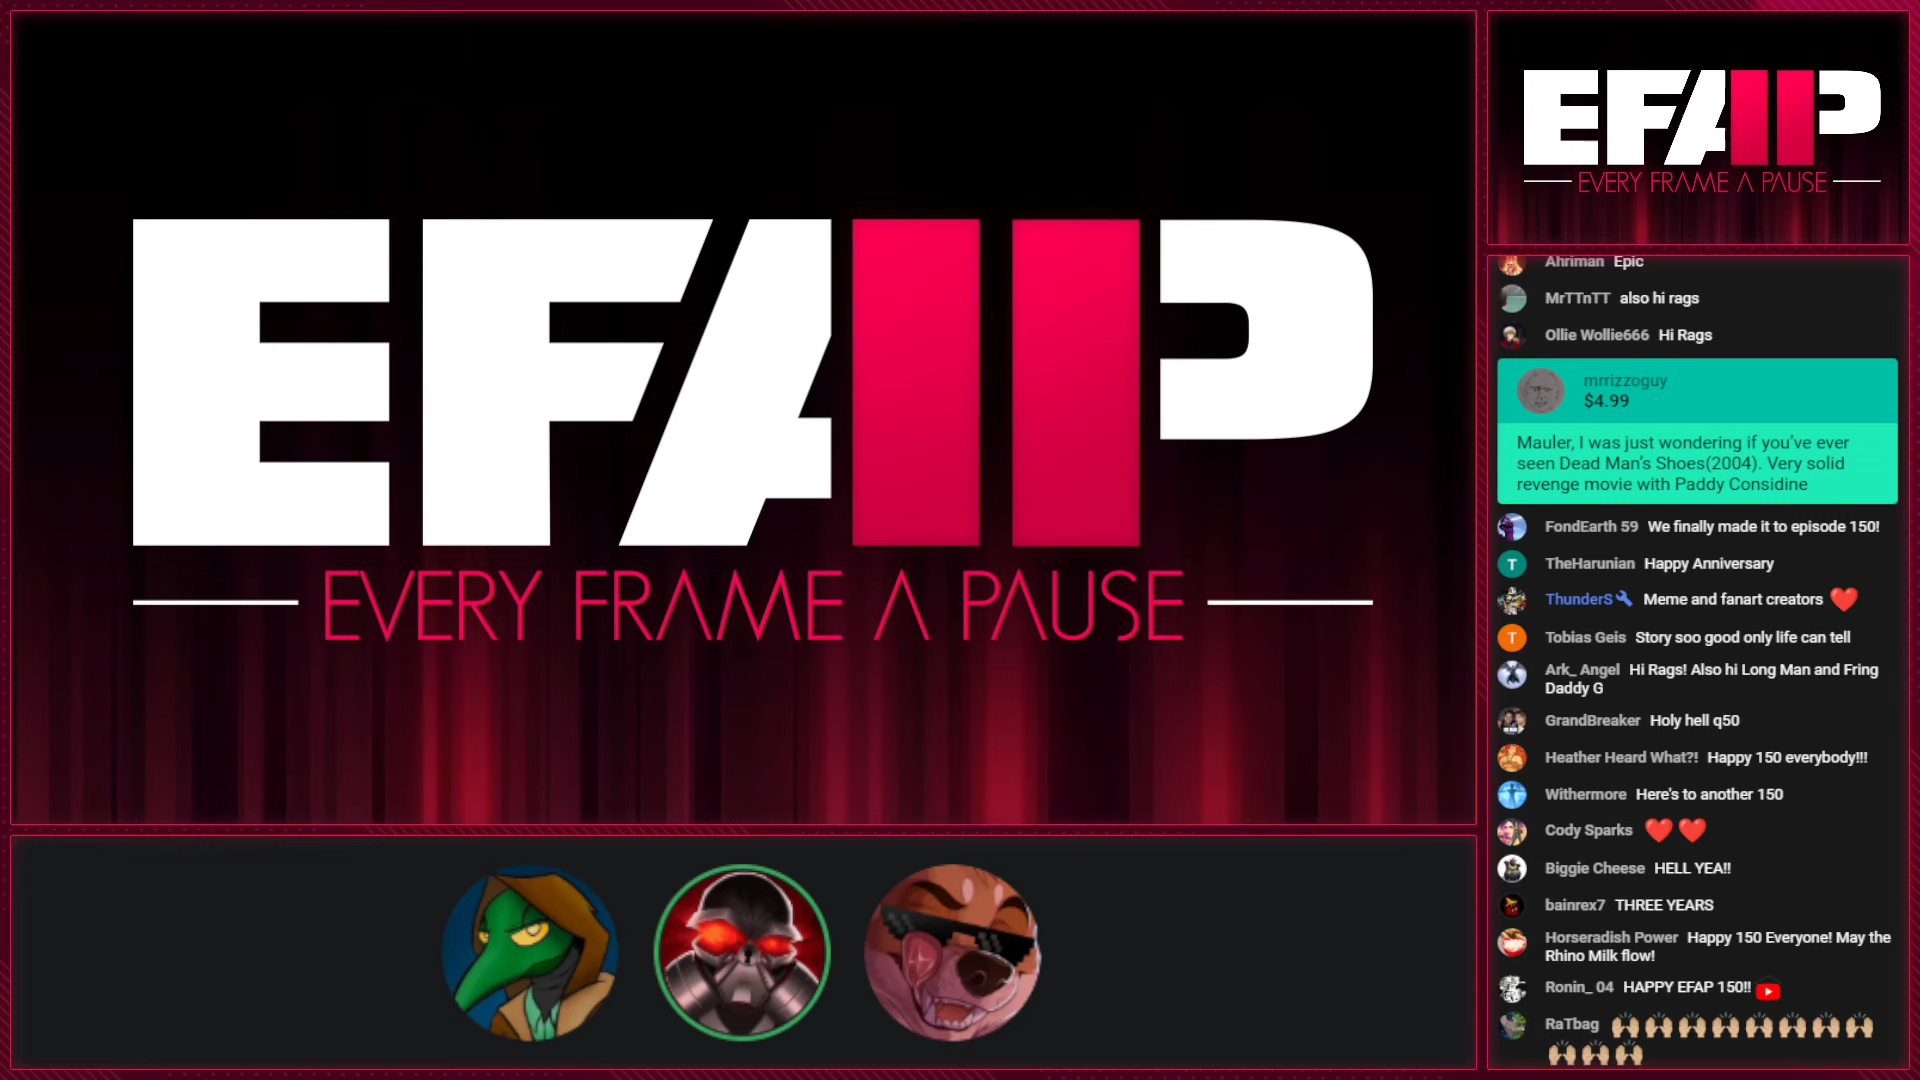 EFAP
EVERY FRAME A PAUSE
EFAP
EVERY FRAME A PAUSE
Ahriman Epic
MrTTnTT also hi rags
Ollie Wollie666 Hi Rags
mrrizzoguy
$4.99
Mauler, I was just wondering if you've ever
seen Dead Man's Shoes(2004). Very solid
revenge movie with Paddy Considine
FondEarth 59 We finally made it to episode 150!
T TheHarunian Happy Anniversary
ThunderS Meme and fanart creators ❤️
T Tobias Geis Story soo good only life can tell
Ark_ Angel Hi Rags! Also hi Long Man and Fring
Daddy G
GrandBreaker Holy hell q50
Heather Heard What?! Happy 150 everybody!!!
Withermore Here's to another 150
Cody Sparks ❤️ ❤️
Biggie Cheese HELL YEA!!
bainrex7 THREE YEARS
Horseradish Power Happy 150 Everyone! May the
Rhino Milk flow!
Ronin_ 04 HAPPY EFAP 150!!
RaTbag 🙌🏼 🙌🏼 🙌🏼 🙌🏼 🙌🏼 🙌🏼 🙌🏼 🙌🏼
🙌🏼 🙌🏼 🙌🏼